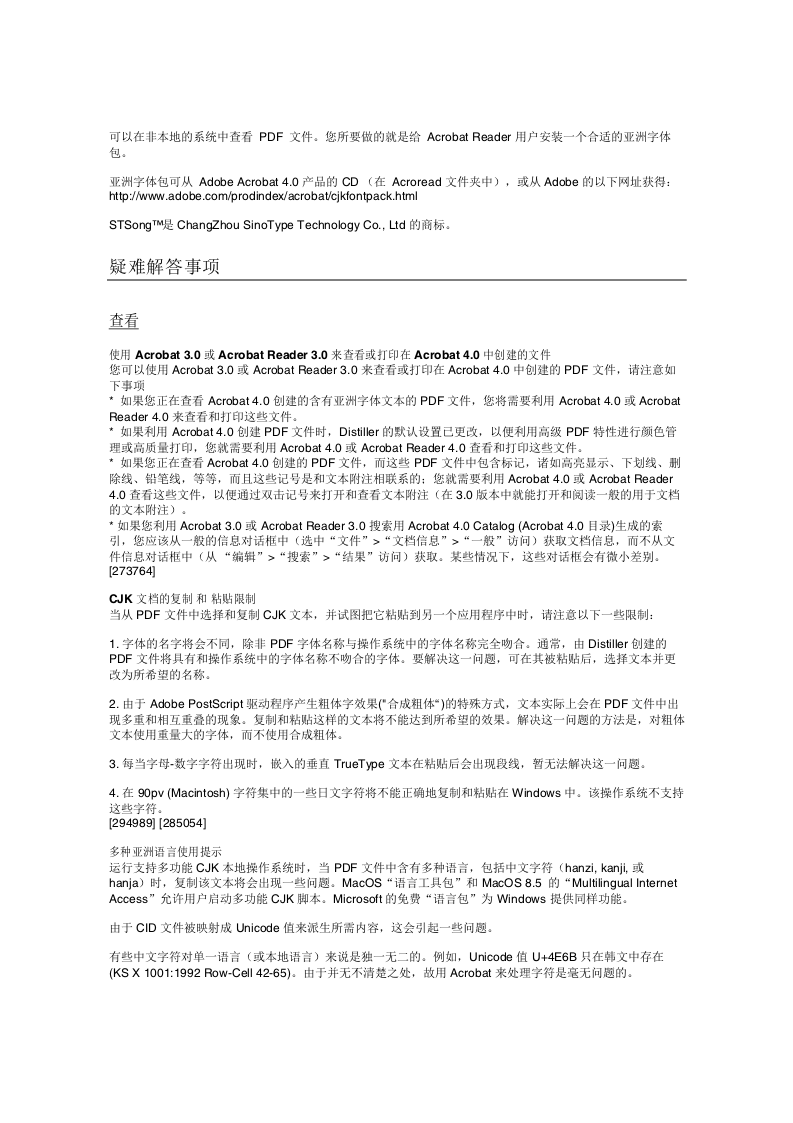 可以在非本地的系统中查看 PDF 文件。您所要做的就是给 Acrobat Reader 用户安装一个合适的亚洲字体
包。
亚洲字体包可从 Adobe Acrobat 4.0 产品的 CD （在 Acroread 文件夹中），或从 Adobe 的以下网址获得：
http://www.adobe.com/prodindex/acrobat/cjkfontpack.html
STSong™是 ChangZhou SinoType Technology Co., Ltd 的商标。
疑难解答事项
查看
使用 Acrobat 3.0 或 Acrobat Reader 3.0 来查看或打印在 Acrobat 4.0 中创建的文件
您可以使用 Acrobat 3.0 或 Acrobat Reader 3.0 来查看或打印在 Acrobat 4.0 中创建的 PDF 文件，请注意如
下事项
* 如果您正在查看 Acrobat 4.0 创建的含有亚洲字体文本的 PDF 文件，您将需要利用 Acrobat 4.0 或 Acrobat
Reader 4.0 来查看和打印这些文件。
* 如果利用 Acrobat 4.0 创建 PDF 文件时，Distiller 的默认设置已更改，以便利用高级 PDF 特性进行颜色管
理或高质量打印，您就需要利用 Acrobat 4.0 或 Acrobat Reader 4.0 查看和打印这些文件。
* 如果您正在查看 Acrobat 4.0 创建的 PDF 文件，而这些 PDF 文件中包含标记，诸如高亮显示、下划线、删
除线、铅笔线，等等，而且这些记号是和文本附注相联系的；您就需要利用 Acrobat 4.0 或 Acrobat Reader
4.0 查看这些文件，以便通过双击记号来打开和查看文本附注（在 3.0 版本中就能打开和阅读一般的用于文档
的文本附注）。
* 如果您利用 Acrobat 3.0 或 Acrobat Reader 3.0 搜索用 Acrobat 4.0 Catalog (Acrobat 4.0 目录)生成的索
引，您应该从一般的信息对话框中（选中“文件”>“文档信息”>“一般”访问）获取文档信息，而不从文
件信息对话框中（从 “编辑”>“搜索”>“结果”访问）获取。某些情况下，这些对话框会有微小差别。
[273764]
CJK 文档的复制 和 粘贴限制
当从 PDF 文件中选择和复制 CJK 文本，并试图把它粘贴到另一个应用程序中时，请注意以下一些限制：
1. 字体的名字将会不同，除非 PDF 字体名称与操作系统中的字体名称完全吻合。通常，由 Distiller 创建的
PDF 文件将具有和操作系统中的字体名称不吻合的字体。要解决这一问题，可在其被粘贴后，选择文本并更
改为所希望的名称。
2. 由于 Adobe PostScript 驱动程序产生粗体字效果("合成粗体“)的特殊方式，文本实际上会在 PDF 文件中出
现多重和相互重叠的现象。复制和粘贴这样的文本将不能达到所希望的效果。解决这一问题的方法是，对粗体
文本使用重量大的字体，而不使用合成粗体。
3. 每当字母-数字字符出现时，嵌入的垂直 TrueType 文本在粘贴后会出现段线，暂无法解决这一问题。
4. 在 90pv (Macintosh) 字符集中的一些日文字符将不能正确地复制和粘贴在 Windows 中。该操作系统不支持
这些字符。
[294989] [285054]
多种亚洲语言使用提示
运行支持多功能 CJK 本地操作系统时，当 PDF 文件中含有多种语言，包括中文字符（hanzi, kanji, 或
hanja）时，复制该文本将会出现一些问题。MacOS“语言工具包”和 MacOS 8.5 的“Multilingual Internet
Access”允许用户启动多功能 CJK 脚本。Microsoft 的免费“语言包”为 Windows 提供同样功能。
由于 CID 文件被映射成 Unicode 值来派生所需内容，这会引起一些问题。
有些中文字符对单一语言（或本地语言）来说是独一无二的。例如，Unicode 值 U+4E6B 只在韩文中存在
(KS X 1001:1992 Row-Cell 42-65)。由于并无不清楚之处，故用 Acrobat 来处理字符是毫无问题的。